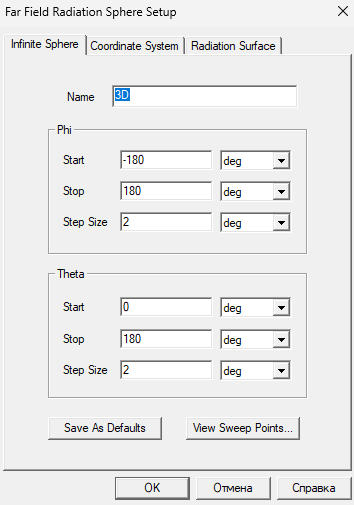 Far Field Radiation Sphere Setup
Infinite Sphere Coordinate System Radiation Surface
Name 3D
Phi
Start -180 deg
Stop 180 deg
Step Size 2 deg
Theta
Start 0 deg
Stop 180 deg
Step Size 2 deg
Save As Defaults View Sweep Points...
OK Отмена Справка